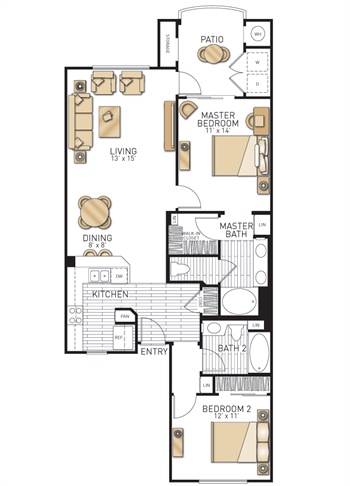 STORAGE
PATIO
WH
W
D
MASTER
BEDROOM
11' x 14'
LIVING
13' x 15'
LIN
WALK-IN
CLOSET
MASTER
BATH
LIN
DINING
8' x 8'
DW
KITCHEN
PAN
REF.
ENTRY
LIN
BATH 2
LIN
BEDROOM 2
12' x 11'